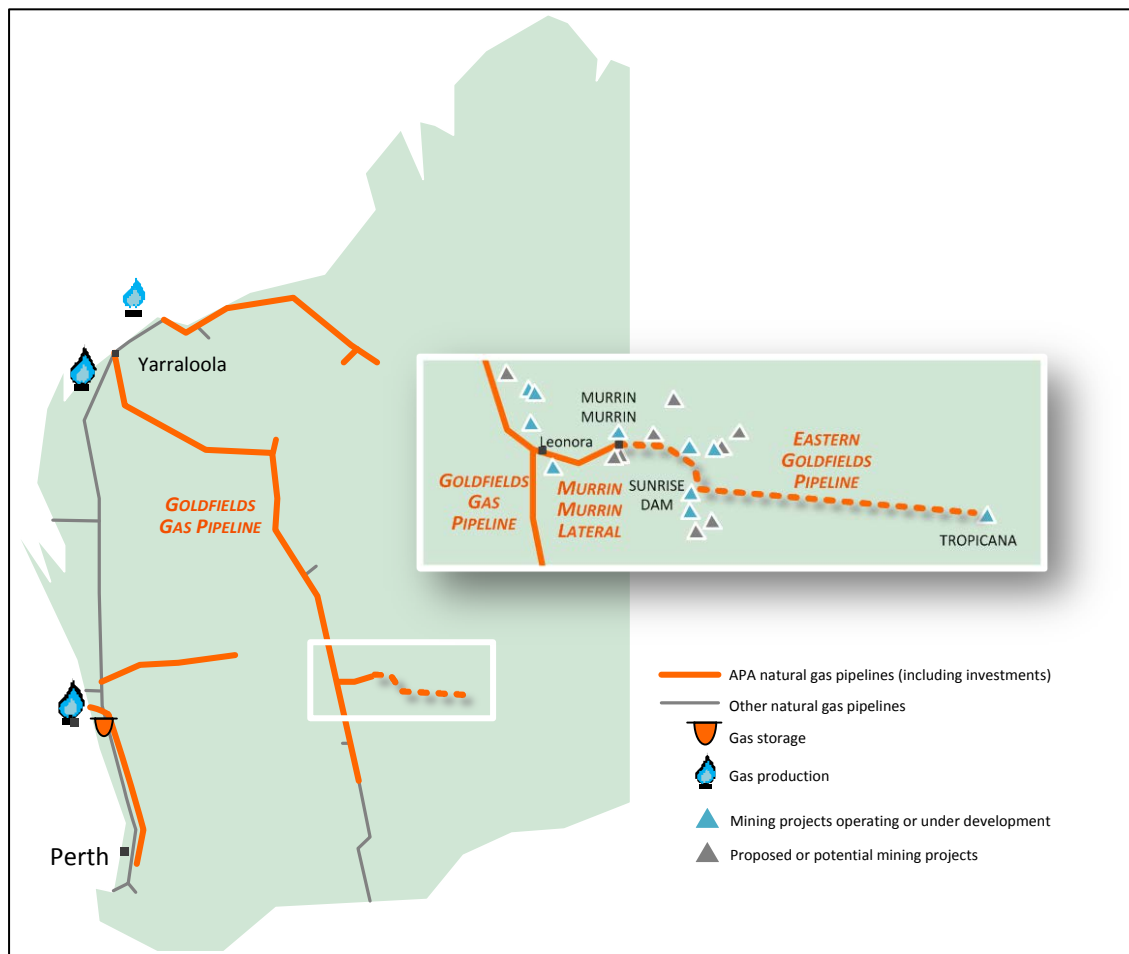 Yarraloola
GOLDFIELDS
GAS PIPELINE
Perth
MURRIN
MURRIN
Leonora
GOLDFIELDS
GAS
PIPELINE
MURRIN
MURRIN
LATERAL
SUNRISE
DAM
EASTERN
GOLDFIELDS
PIPELINE
TROPICANA
APA natural gas pipelines (including investments)
Other natural gas pipelines
Gas storage
Gas production
Mining projects operating or under development
Proposed or potential mining projects